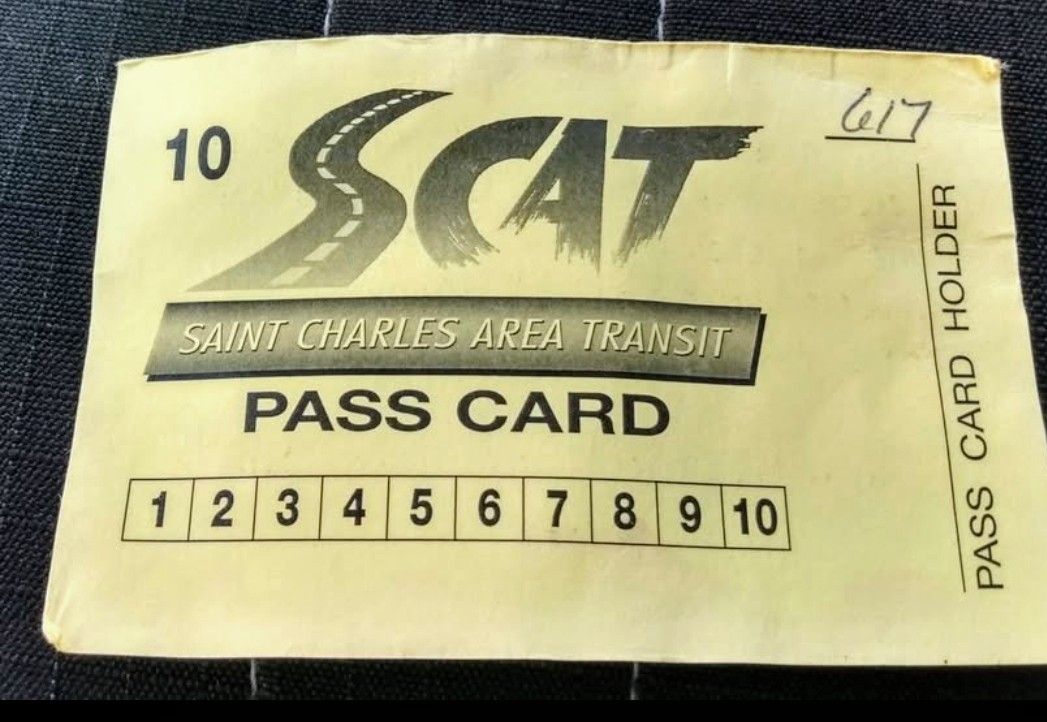 10
SCAT
617
SAINT CHARLES AREA TRANSIT
PASS CARD
1 2 3 4 5 6 7 8 9 10
PASS CARD HOLDER